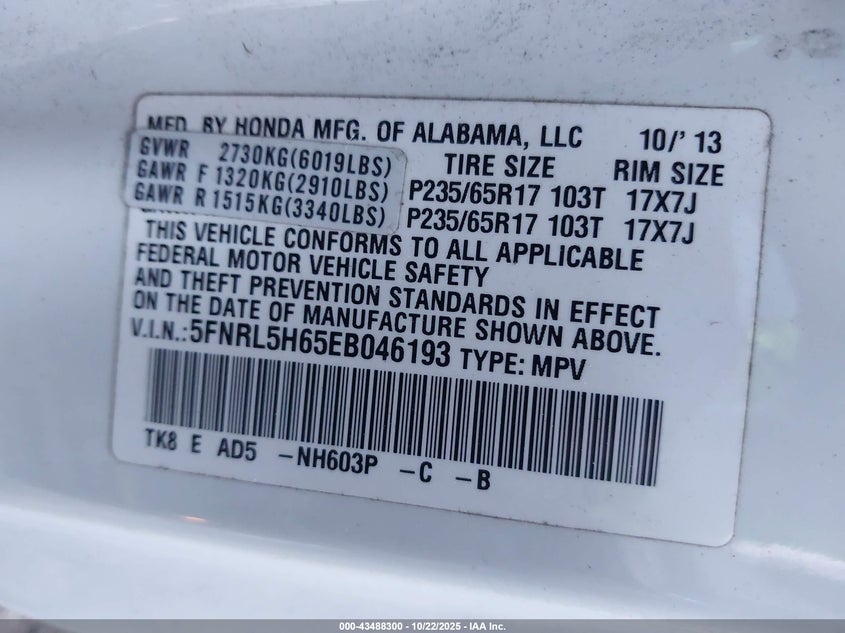 MFD. BY HONDA MFG. OF ALABAMA, LLC 10/' 13
GVWR 2730KG(6019LBS) TIRE SIZE RIM SIZE
GAWR F 1320KG(2910LBS) P235/65R17 103T 17X7J
GAWR R 1515KG(3340LBS) P235/65R17 103T 17X7J
THIS VEHICLE CONFORMS TO ALL APPLICABLE
FEDERAL MOTOR VEHICLE SAFETY
AND THEFT PREVENTION STANDARDS IN EFFECT
ON THE DATE OF MANUFACTURE SHOWN ABOVE.
V.I.N.:5FNRL5H65EB046193 TYPE: MPV
TK8 E AD5 -NH603P -C -B
000-43488300 - 10/22/2025 - IAA Inc.